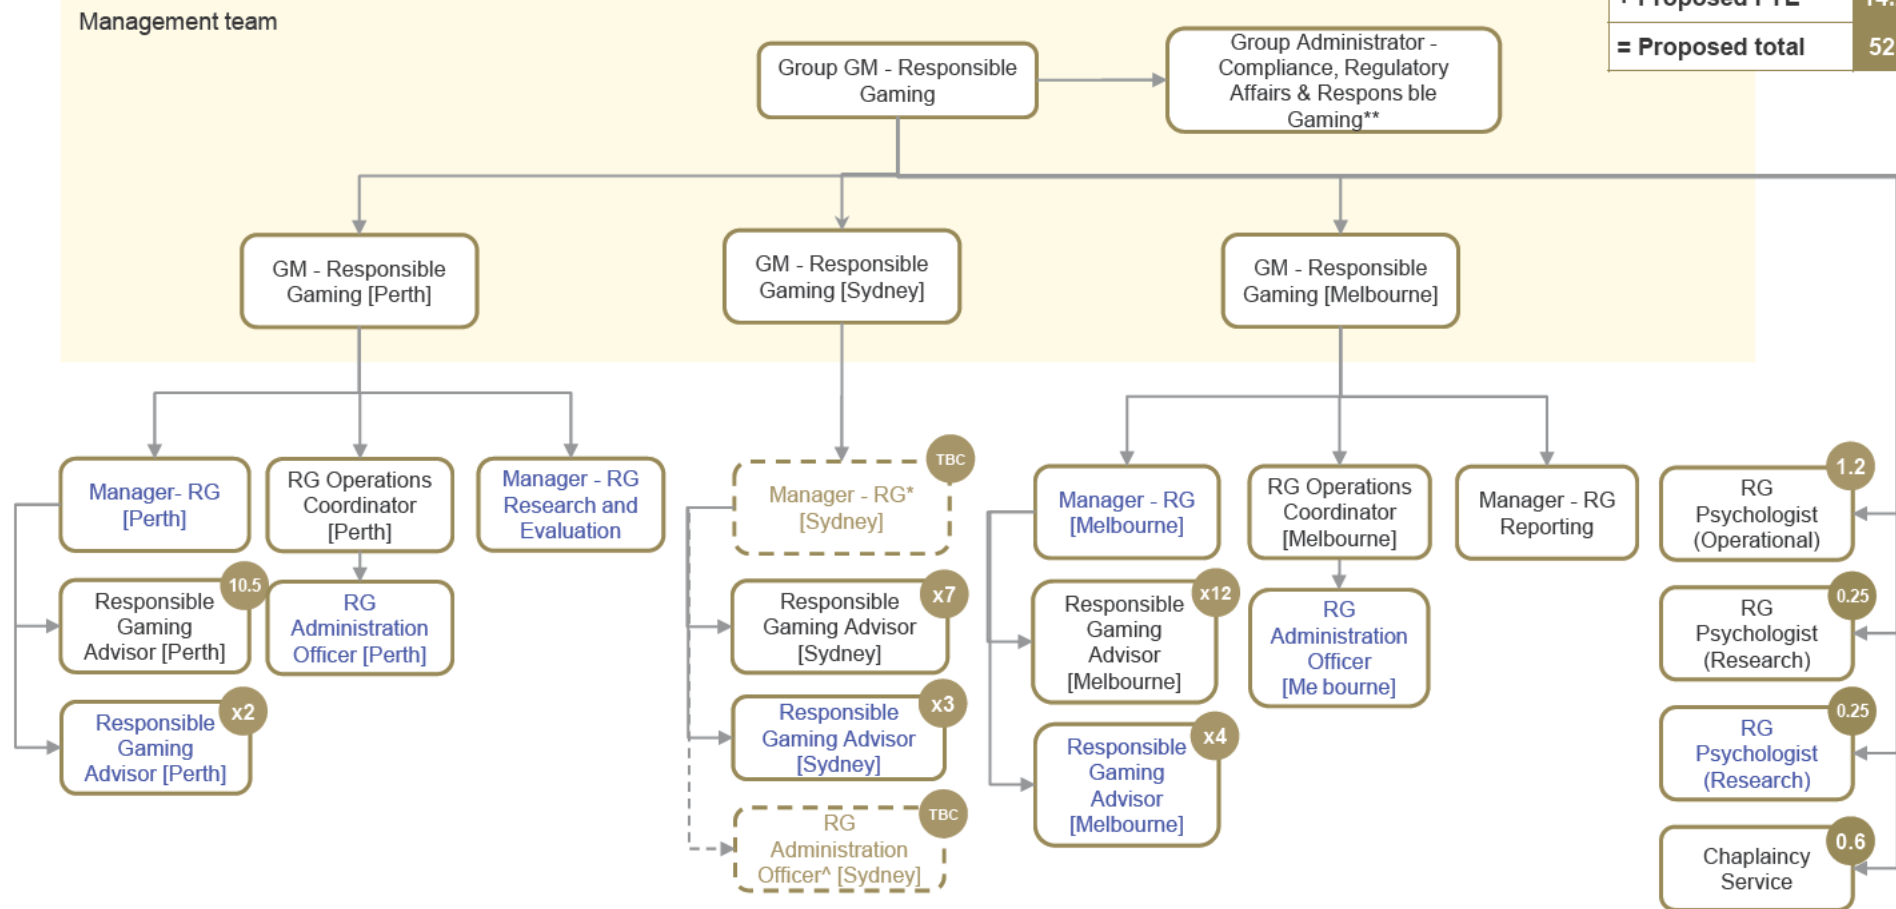 Management team
+ Proposed FTE 14.
= Proposed total 52
Group GM - Responsible
Gaming
Group Administrator -
Compliance, Regulatory
Affairs & Respons ble
Gaming**
GM - Responsible
Gaming [Perth]
GM - Responsible
Gaming [Sydney]
GM - Responsible
Gaming [Melbourne]
Manager- RG
[Perth]
RG Operations
Coordinator
[Perth]
Manager - RG
Research and
Evaluation
TBC
Manager - RG*
[Sydney]
Manager - RG
[Melbourne]
RG Operations
Coordinator
[Melbourne]
Manager - RG
Reporting
1.2
RG
Psychologist
(Operational)
10.5
Responsible
Gaming
Advisor [Perth]
RG
Administration
Officer [Perth]
x7
Responsible
Gaming Advisor
[Sydney]
x12
Responsible
Gaming
Advisor
[Melbourne]
RG
Administration
Officer
[Me bourne]
0.25
RG
Psychologist
(Research)
x2
Responsible
Gaming
Advisor [Perth]
x3
Responsible
Gaming Advisor
[Sydney]
x4
Responsible
Gaming
Advisor
[Melbourne]
0.25
RG
Psychologist
(Research)
TBC
RG
Administration
Officer^ [Sydney]
0.6
Chaplaincy
Service